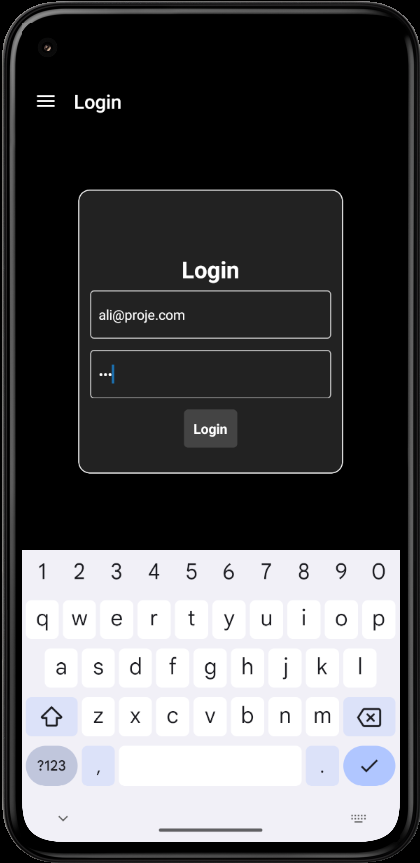 Login
Login
ali@proje.com
•••
Login
1 2 3 4 5 6 7 8 9 0
q w e r t y u i o p
a s d f g h j k l
z x c v b n m
?123 , .